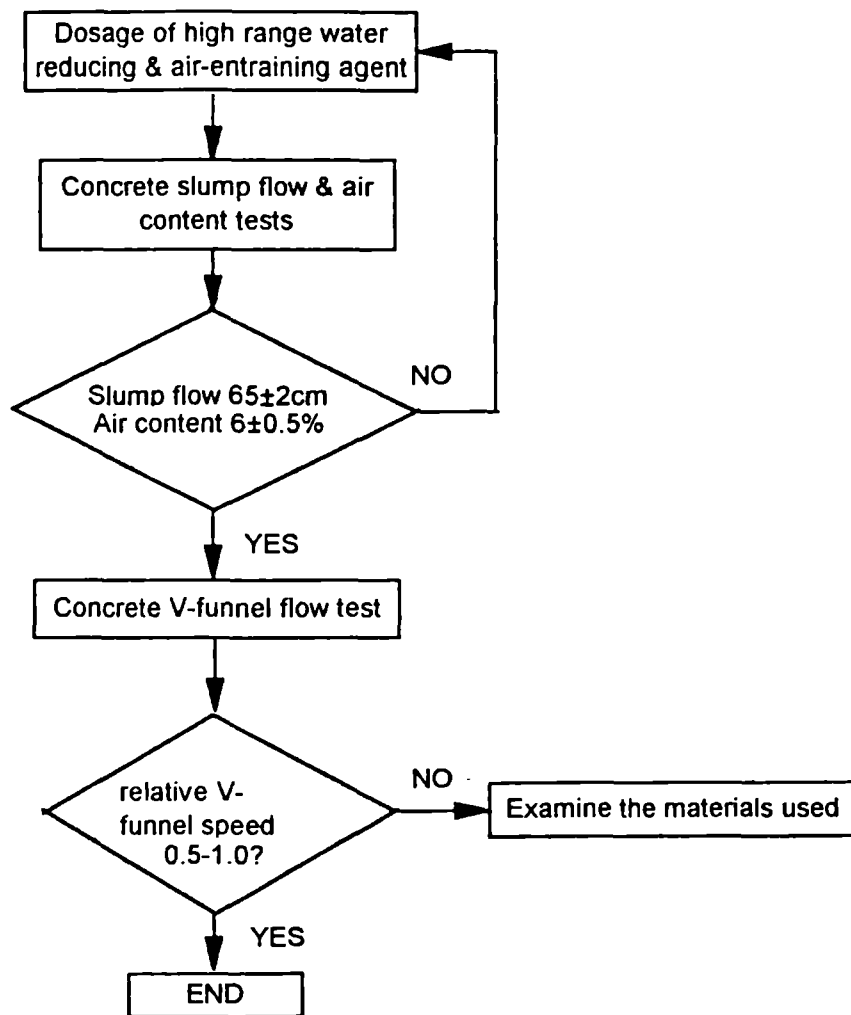 Dosage of high range water
reducing & air-entraining agent
Concrete slump flow & air
content tests
Slump flow 65±2cm
Air content 6±0.5%
NO
YES
Concrete V-funnel flow test
relative V-
funnel speed
0.5-1.0?
NO
Examine the materials used
YES
END